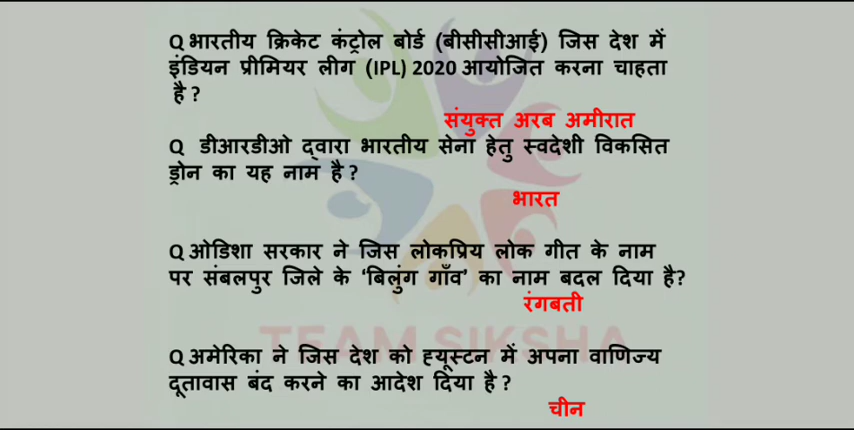 Q भारतीय क्रिकेट कंट्रोल बोर्ड (बीसीसीआई) जिस देश में
इंडियन प्रीमियर लीग (IPL) 2020 आयोजित करना चाहता
है ?
संयुक्त अरब अमीरात
Q डीआरडीओ द्वारा भारतीय सेना हेतु स्वदेशी विकसित
ड्रोन का यह नाम है ?
भारत
Q ओडिशा सरकार ने जिस लोकप्रिय लोक गीत के नाम
पर संबलपुर जिले के ‘बिलुंग गाँव’ का नाम बदल दिया है?
रंगबती
TEAM SIKSHA
Q अमेरिका ने जिस देश को ह्यूस्टन में अपना वाणिज्य
दूतावास बंद करने का आदेश दिया है ?
चीन